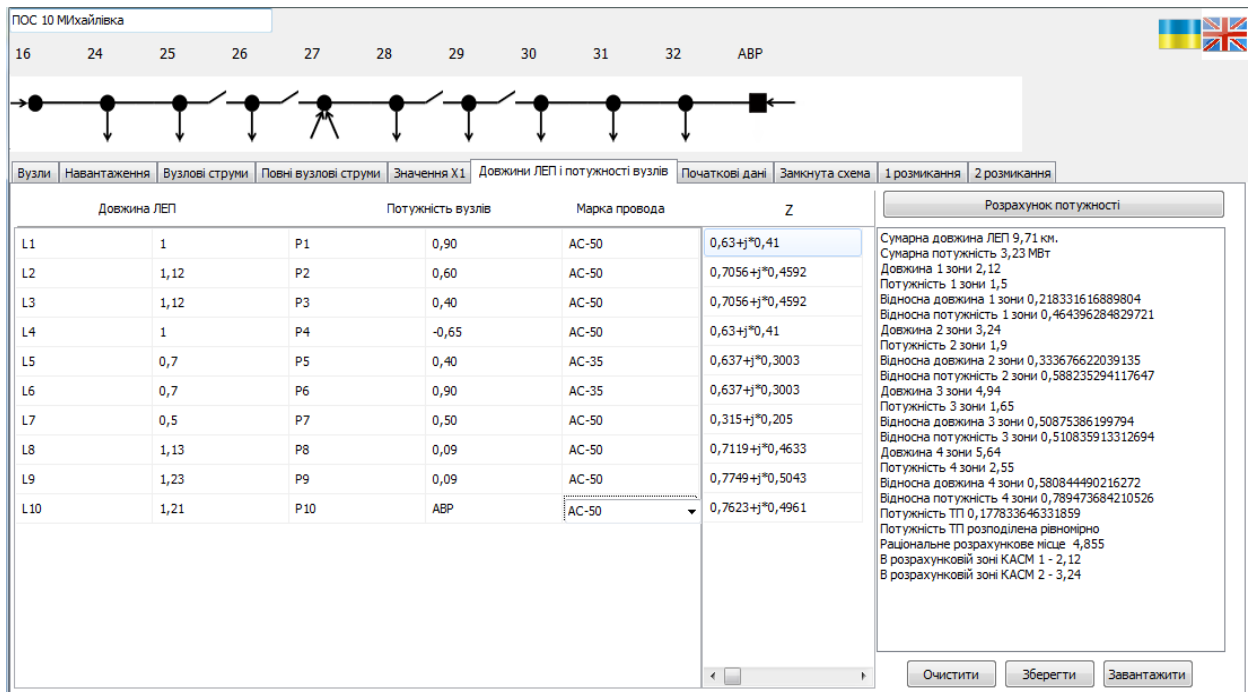 ПОС 10 МИхайлівка
16 24 25 26 27 28 29 30 31 32 АВР
Вузли Навантаження Вузлові струми Повні вузлові струми Значення X1 Довжини ЛЕП і потужності вузлів Початкові дані Замкнута схема 1 розмикання 2 розмикання
Довжина ЛЕП Потужність вузлів Марка провода Z
L1 1 P1 0,90 АС-50 0,63+j*0,41
L2 1,12 P2 0,60 АС-50 0,7056+j*0,4592
L3 1,12 P3 0,40 АС-50 0,7056+j*0,4592
L4 1 P4 -0,65 АС-50 0,63+j*0,41
L5 0,7 P5 0,40 АС-35 0,637+j*0,3003
L6 0,7 P6 0,90 АС-35 0,637+j*0,3003
L7 0,5 P7 0,50 АС-50 0,315+j*0,205
L8 1,13 P8 0,09 АС-50 0,7119+j*0,4633
L9 1,23 P9 0,09 АС-50 0,7749+j*0,5043
L10 1,21 P10 АВР АС-50 0,7623+j*0,4961
Розрахунок потужності
Сумарна довжина ЛЕП 9,71 км.
Сумарна потужність 3,23 МВт
Довжина 1 зони 2,12
Потужність 1 зони 1,5
Відносна довжина 1 зони 0,218331616889804
Відносна потужність 1 зони 0,464396284829721
Довжина 2 зони 3,24
Потужність 2 зони 1,9
Відносна довжина 2 зони 0,333676622039135
Відносна потужність 2 зони 0,588235294117647
Довжина 3 зони 4,94
Потужність 3 зони 1,65
Відносна довжина 3 зони 0,50875386199794
Відносна потужність 3 зони 0,510835913312694
Довжина 4 зони 5,64
Потужність 4 зони 2,55
Відносна довжина 4 зони 0,580844490216272
Відносна потужність 4 зони 0,789473684210526
Потужність ТП 0,177833646331859
Потужність ТП розподілена рівномірно
Раціональне розрахункове місце 4,855
В розрахунковій зоні КАСМ 1 - 2,12
В розрахунковій зоні КАСМ 2 - 3,24
Очистити Зберегти Завантажити